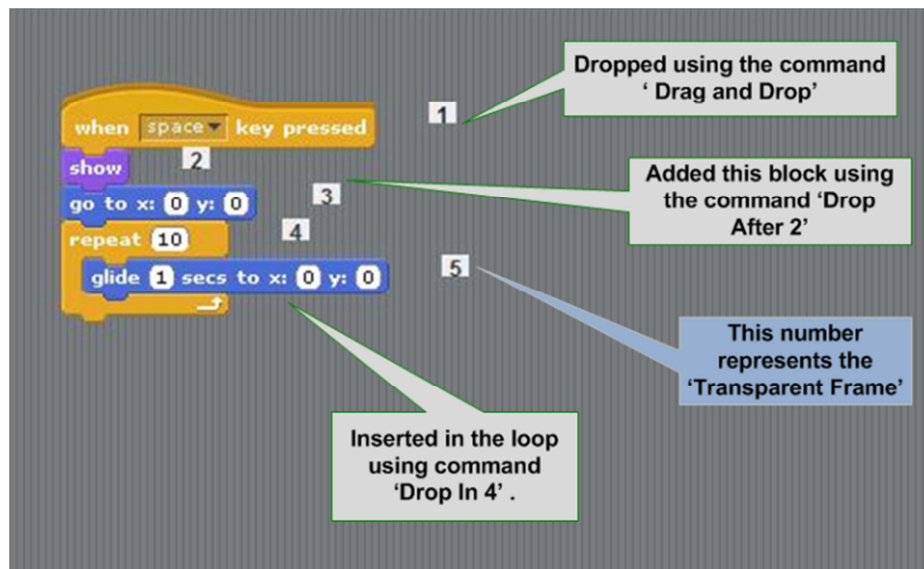 Dropped using the command
' Drag and Drop'
1
when space key pressed
2
show
Added this block using
the command 'Drop
After 2'
3
go to x: 0 y: 0
4
repeat 10
5
glide 1 secs to x: 0 y: 0
This number
represents the
'Transparent Frame'
Inserted in the loop
using command
'Drop In 4' .